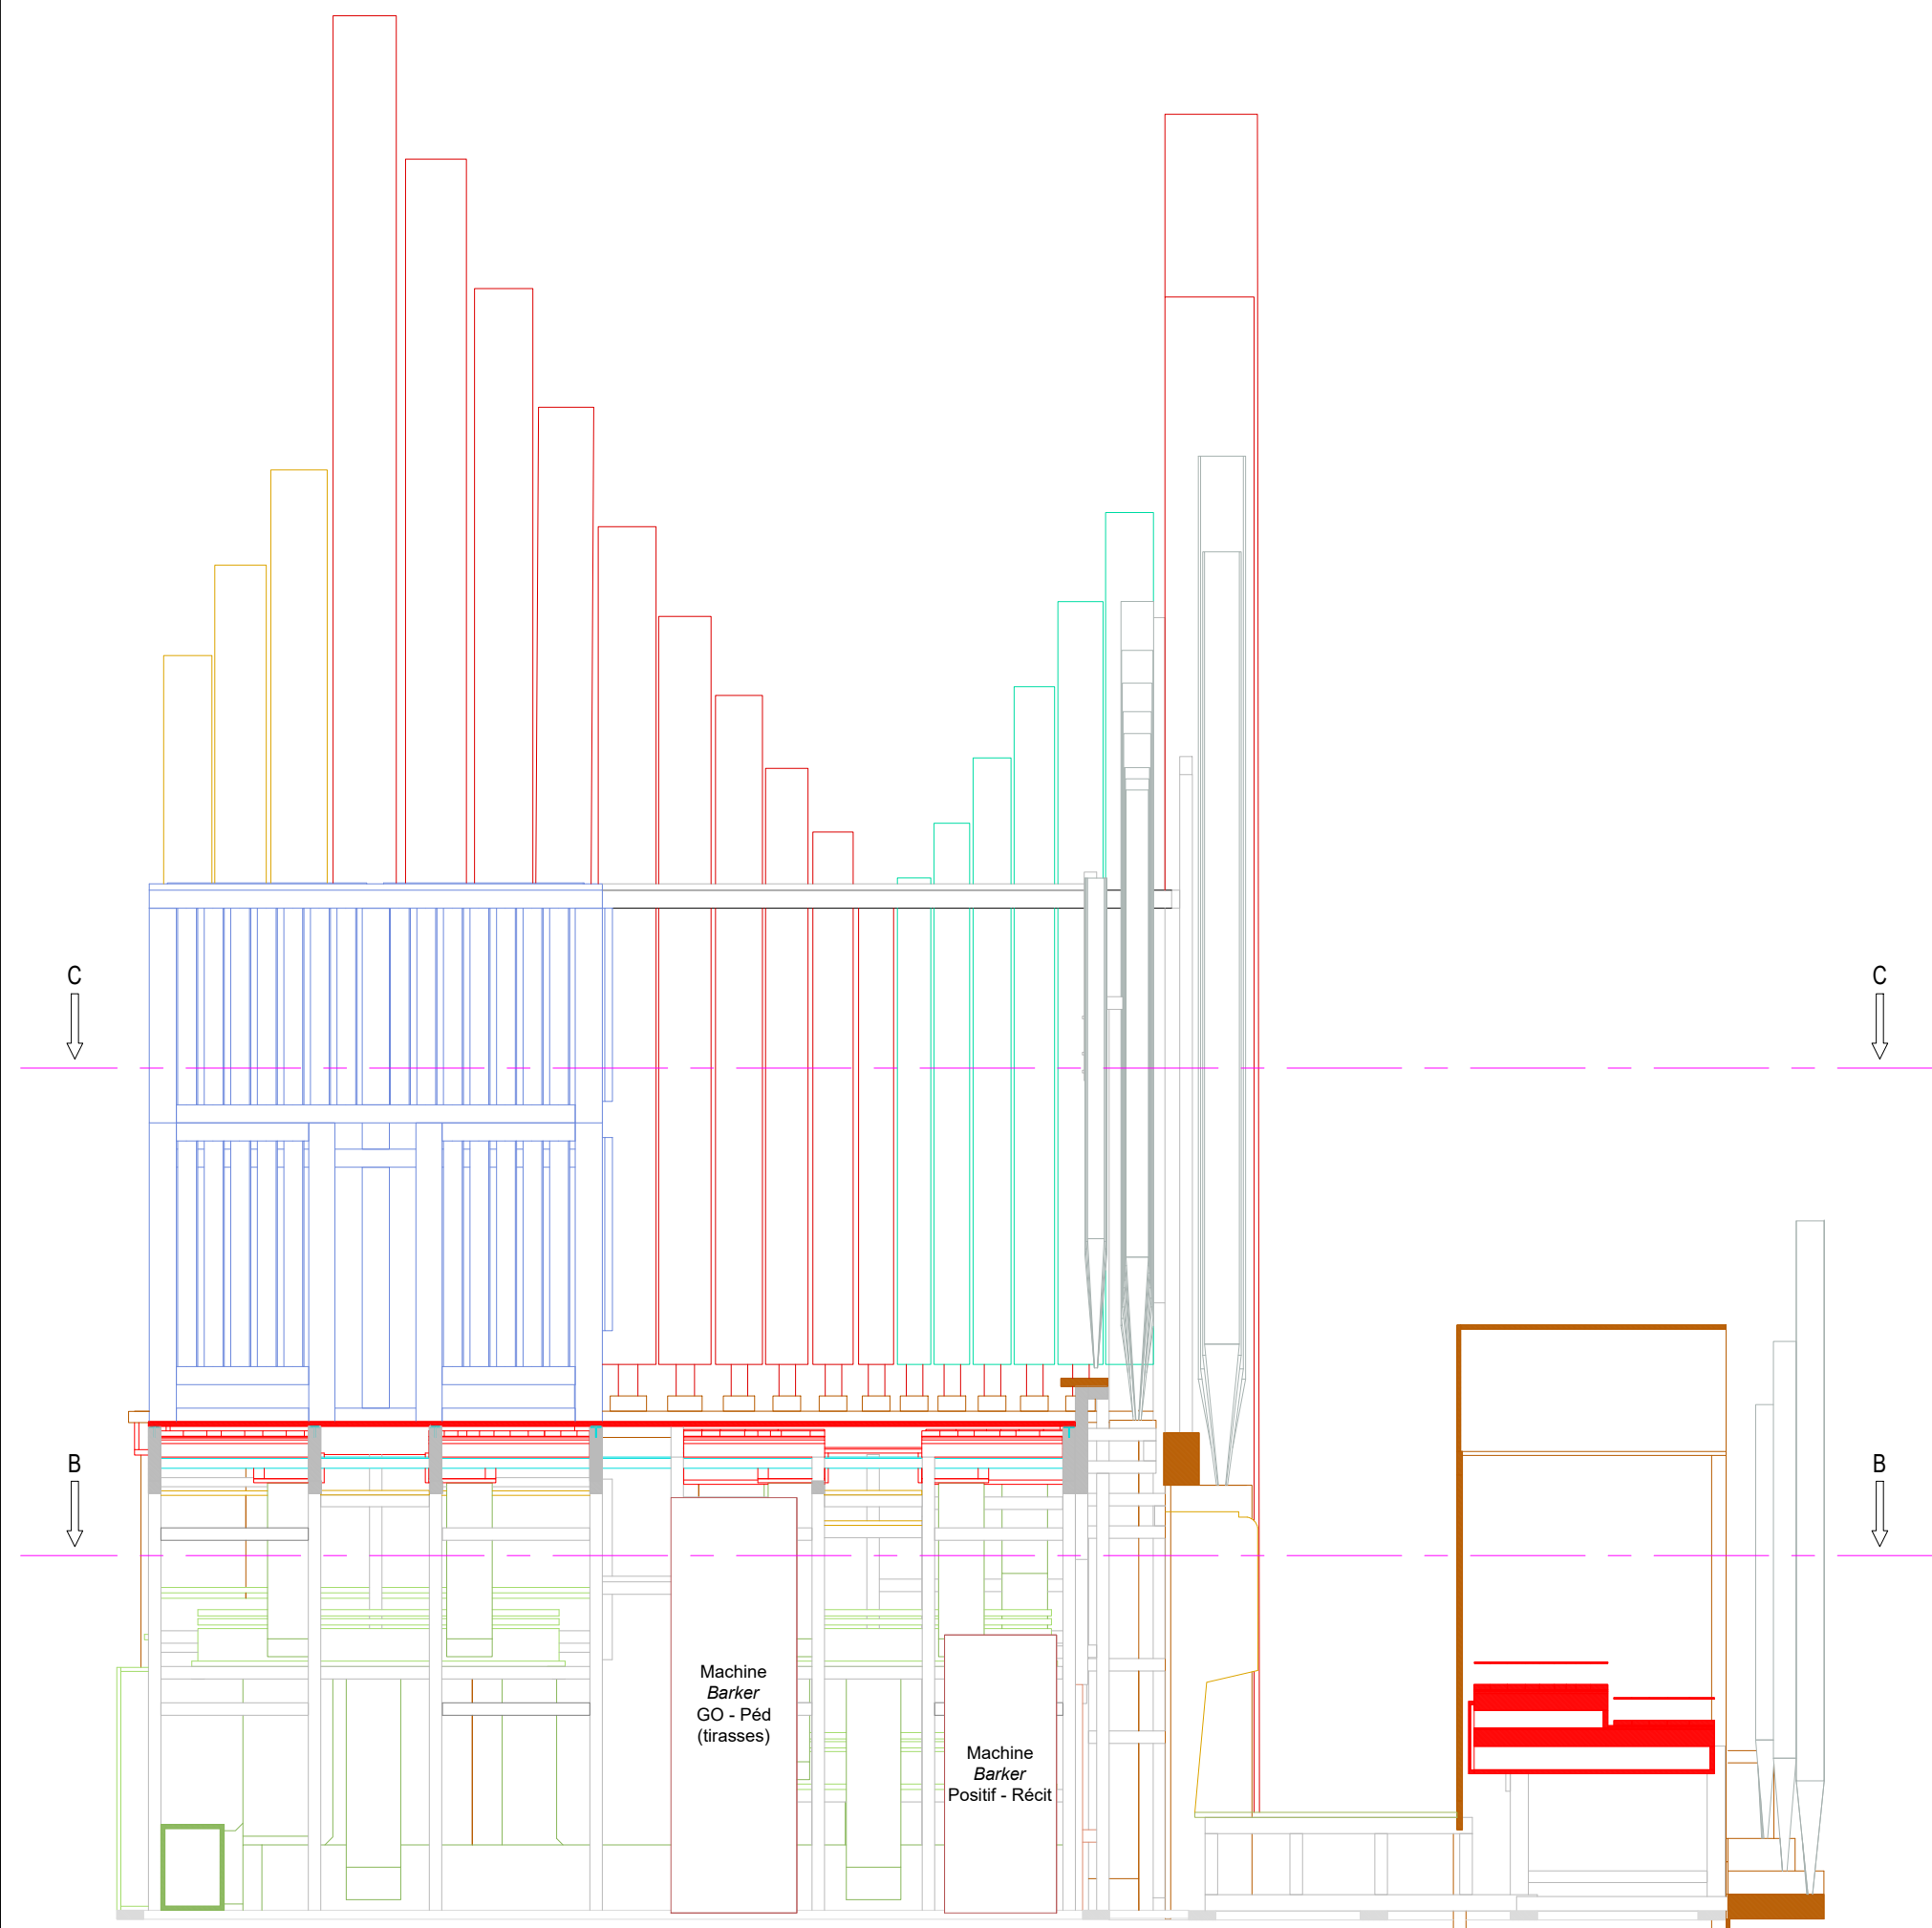 C
C
B
B
Machine
Barker
GO - Péd
(tirasses)
Machine
Barker
Positif - Récit